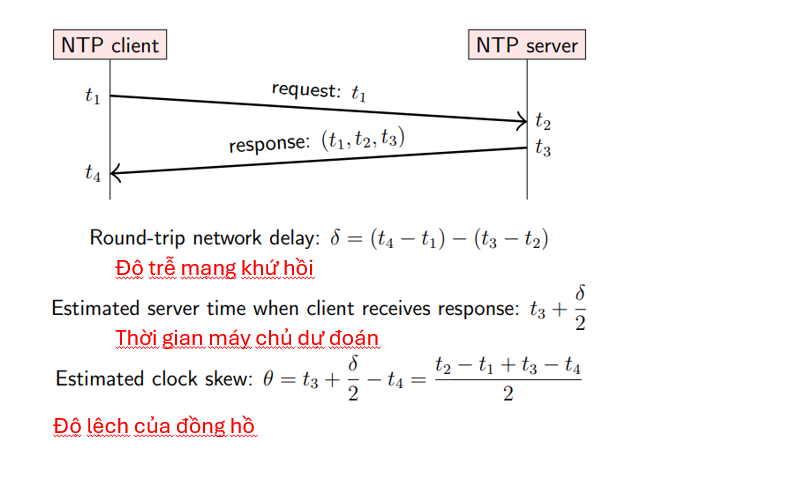 NTP client
NTP server
t₁
request: t₁
t₂
response: (t₁, t₂, t₃)
t₃
t₄
Round-trip network delay: δ = (t₄ − t₁) − (t₃ − t₂)
Độ trễ mạng khứ hồi
Estimated server time when client receives response: t₃ + δ/2
Thời gian máy chủ dự đoán
Estimated clock skew: θ = t₃ + δ/2 − t₄ = (t₂ − t₁ + t₃ − t₄)/2
Độ lệch của đồng hồ